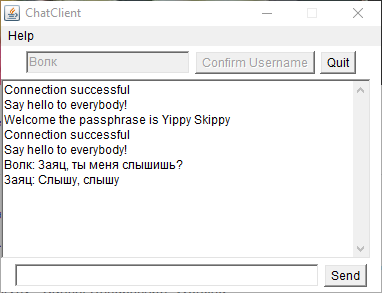 ChatClient
Help
Волк
Confirm Username
Quit
Connection successful
Say hello to everybody!
Welcome the passphrase is Yippy Skippy
Connection successful
Say hello to everybody!
Волк: Заяц, ты меня слышишь?
Заяц: Слышу, слышу
Send